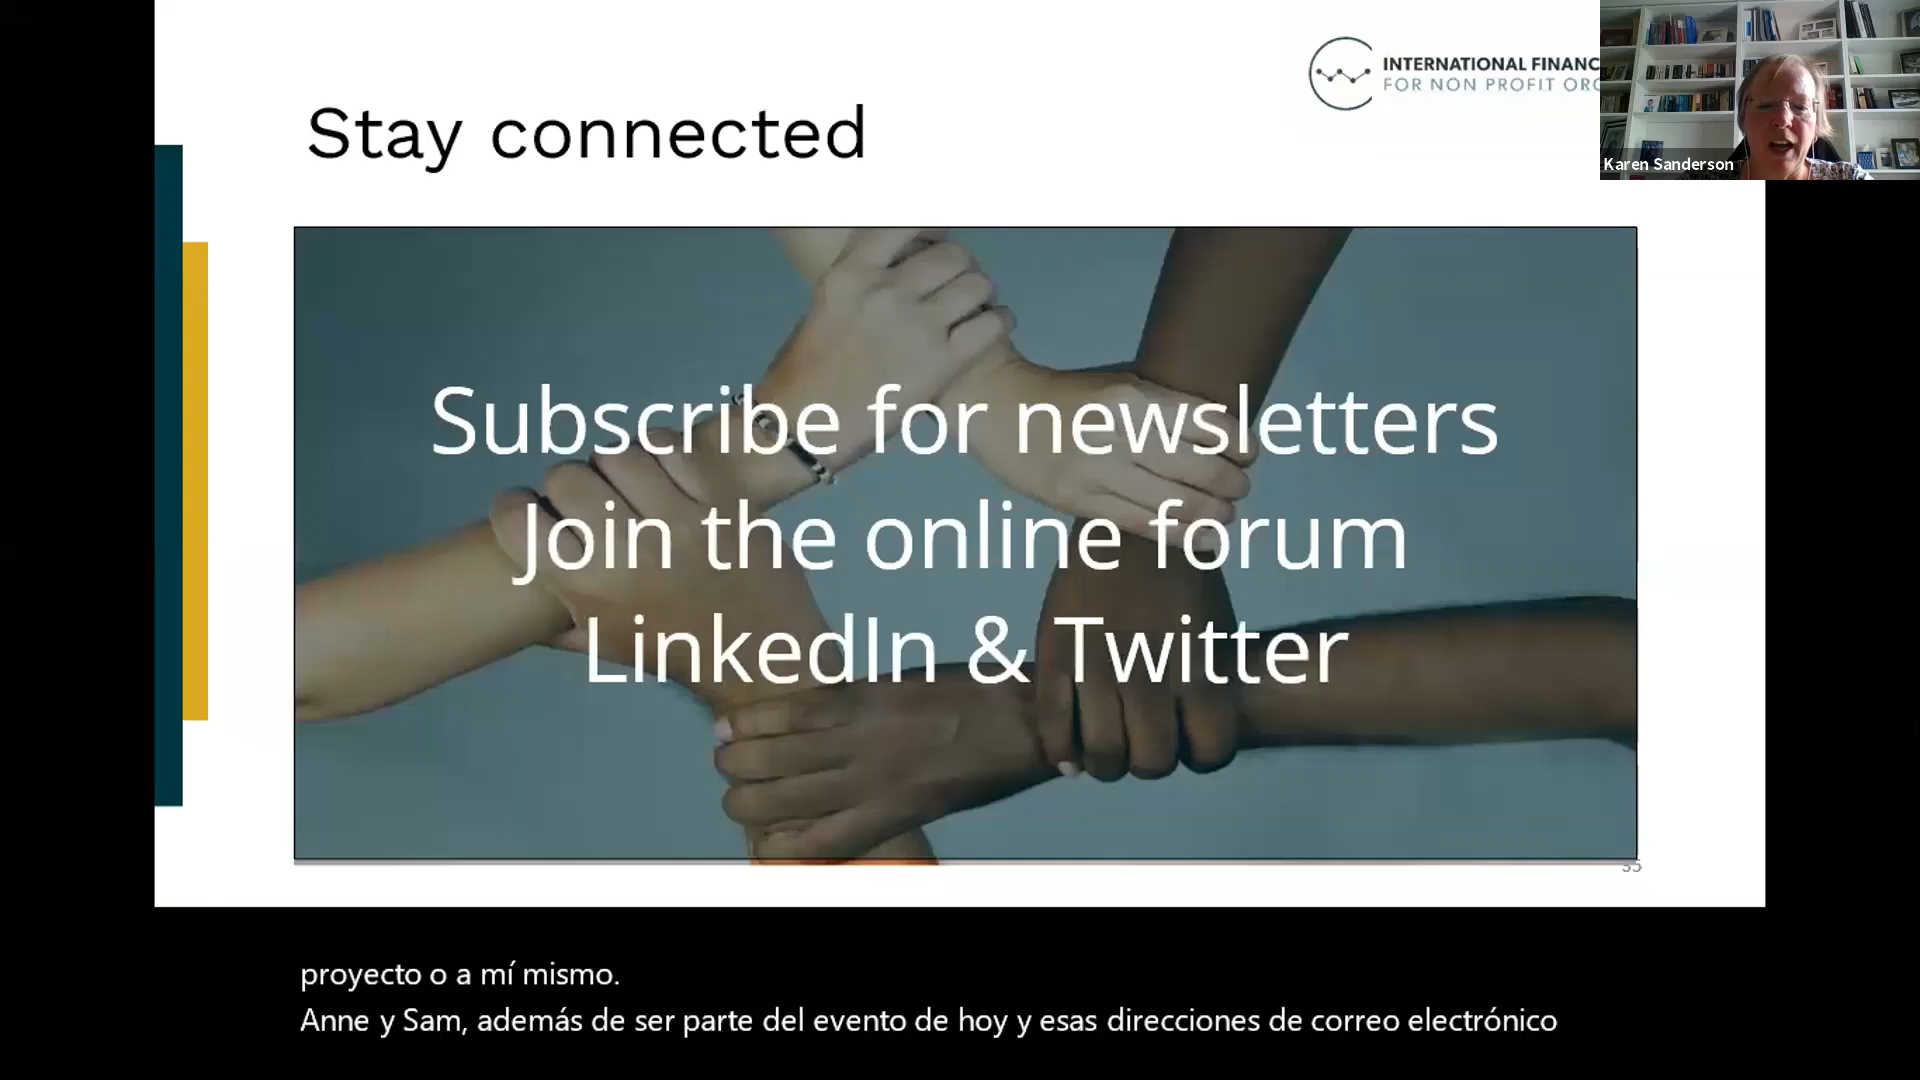 INTERNATIONAL FINANC
FOR NON PROFIT ORG
Karen Sanderson
Stay connected
Subscribe for newsletters
Join the online forum
LinkedIn & Twitter
35
proyecto o a mí mismo.
Anne y Sam, además de ser parte del evento de hoy y esas direcciones de correo electrónico